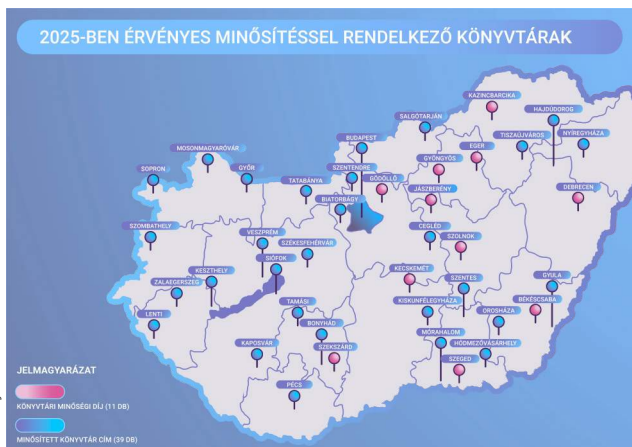 2025-BEN ÉRVÉNYES MINŐSÍTÉSSEL RENDELKEZŐ KÖNYVTÁRAK
KAZINCBARCIKA
HAJDÚDOROG
SALGÓTARJÁN
TISZAÚJVÁROS
NYÍREGYHÁZA
BUDAPEST
EGER
MOSONMAGYARÓVÁR
GYÖNGYÖS
SOPRON
GYŐR
SZENTENDRE
GÖDÖLLŐ
TATABÁNYA
JÁSZBERÉNY
DEBRECEN
BIATORBÁGY
SZOMBATHELY
VESZPRÉM
CEGLÉD
SZÉKESFEHÉRVÁR
SZOLNOK
SIÓFOK
KESZTHELY
KECSKEMÉT
SZENTES
GYULA
ZALAEGERSZEG
BÉKÉSCSABA
TAMÁSI
KISKUNFÉLEGYHÁZA
LENTI
OROSHÁZA
BONYHÁD
MÓRAHALOM
HÓDMEZŐVÁSÁRHELY
KAPOSVÁR
SZEKSZÁRD
SZEGED
PÉCS
JELMAGYARÁZAT
KÖNYVTÁRI MINŐSÉGI DÍJ (11 DB)
MINŐSÍTETT KÖNYVTÁR CÍM (39 DB)